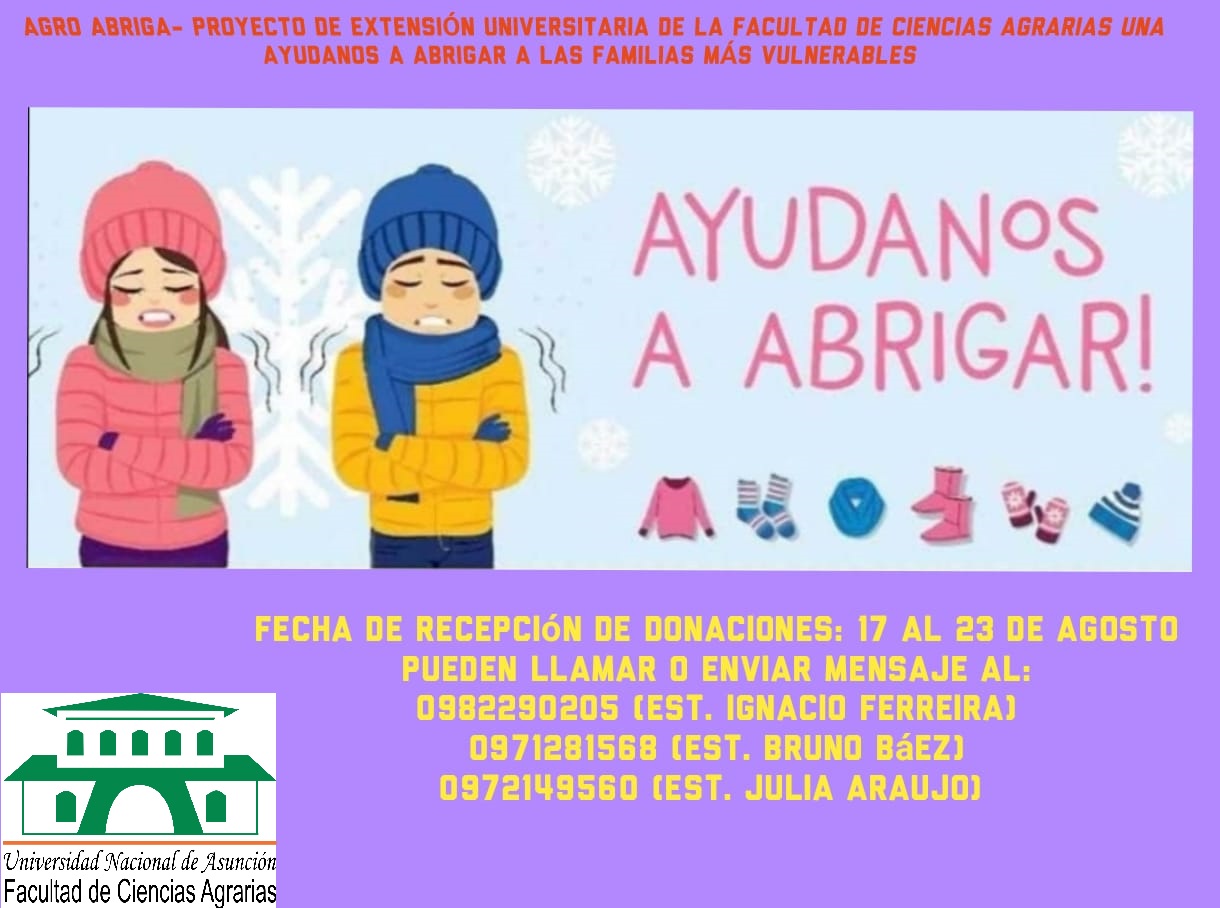 AGRO ABRIGA- PROYECTO DE EXTENSIÓN UNIVERSITARIA DE LA FACULTAD DE CIENCIAS AGRARIAS UNA
AYUDANOS A ABRIGAR A LAS FAMILIAS MÁS VULNERABLES
AYUDANOS
A ABRIGAR!
FECHA DE RECEPCIóN DE DONACIONES: 17 AL 23 DE AGOSTO
PUEDEN LLAMAR O ENVIAR MENSAJE AL:
0982290205 (EST. IGNACIO FERREIRA)
0971281568 (EST. BRUNO BáEZ)
0972149560 (EST. JULIA ARAUJO)
Universidad Nacional de Asunción
Facultad de Ciencias Agrarias